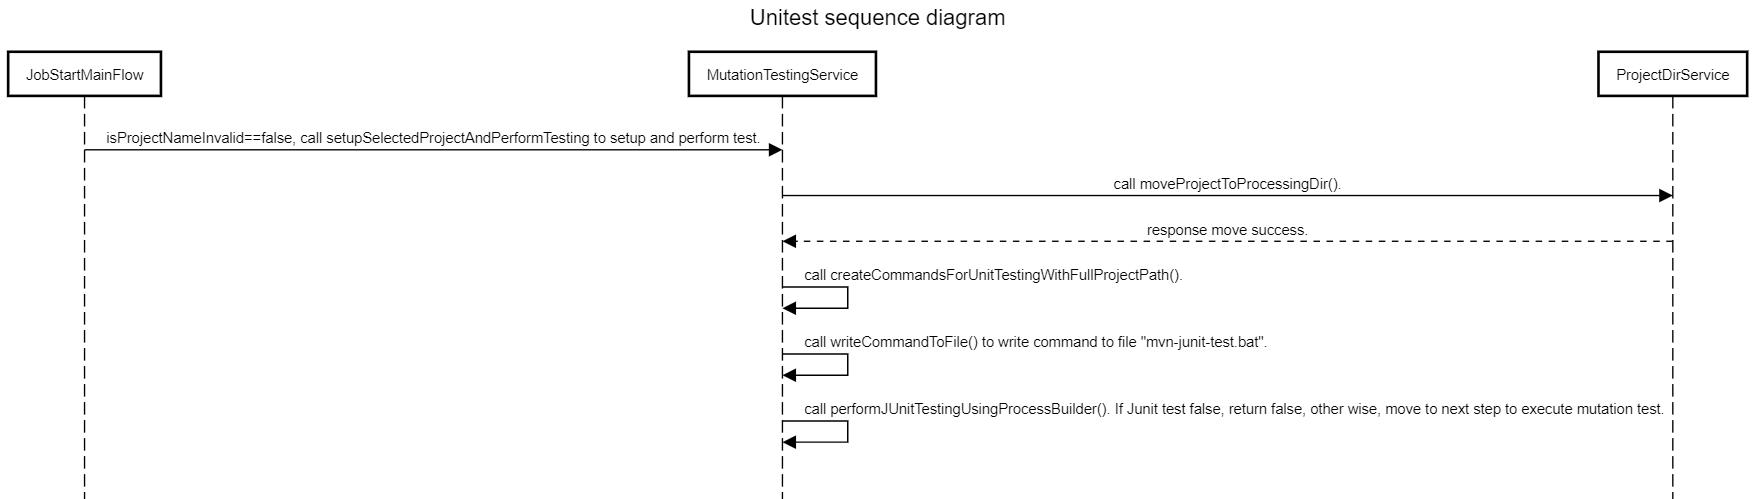 Unitest sequence diagram
JobStartMainFlow
MutationTestingService
ProjectDirService
isProjectNameInvalid==false, call setupSelectedProjectAndPerformTesting to setup and perform test.
call moveProjectToProcessingDir().
response move success.
call createCommandsForUnitTestingWithFullProjectPath().
call writeCommandToFile() to write command to file "mvn-junit-test.bat".
call performJUnitTestingUsingProcessBuilder(). If Junit test false, return false, other wise, move to next step to execute mutation test.